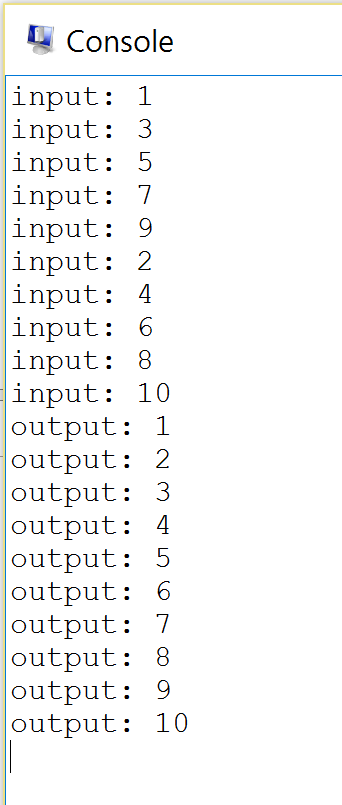 Console
input: 1
input: 3
input: 5
input: 7
input: 9
input: 2
input: 4
input: 6
input: 8
input: 10
output: 1
output: 2
output: 3
output: 4
output: 5
output: 6
output: 7
output: 8
output: 9
output: 10